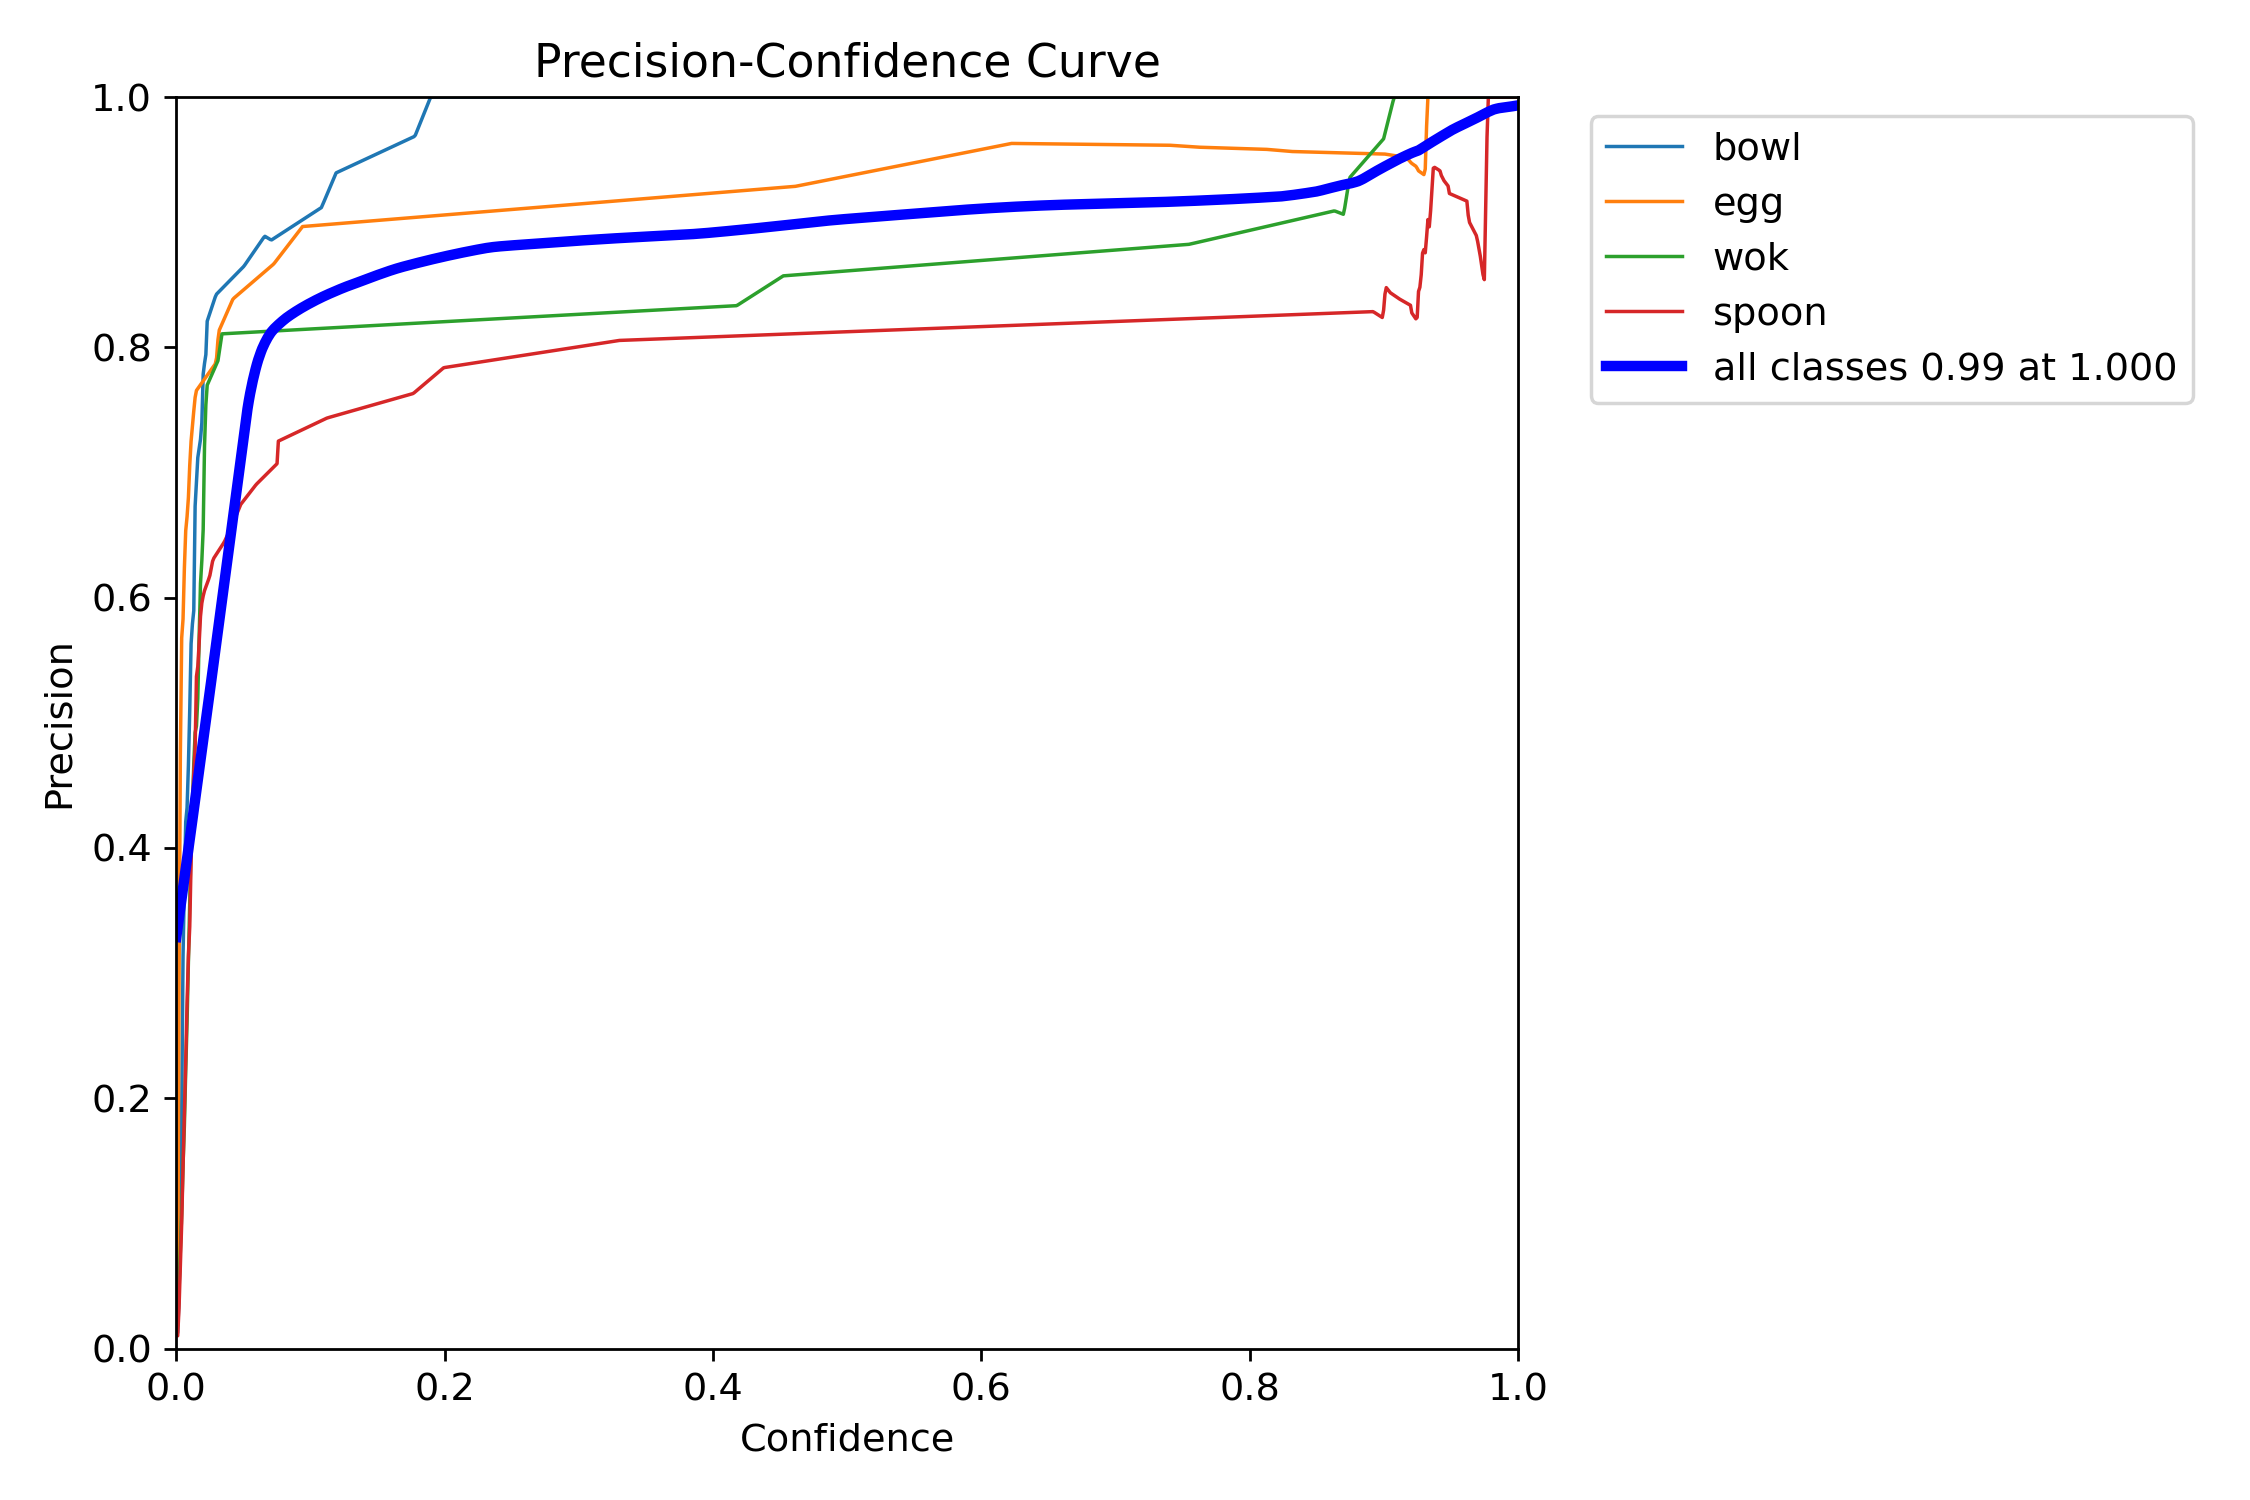 Precision-Confidence Curve
1.0
0.8
0.6
0.4
0.2
0.0
Precision
0.0 0.2 0.4 0.6 0.8 1.0
Confidence
bowl
egg
wok
spoon
all classes 0.99 at 1.000